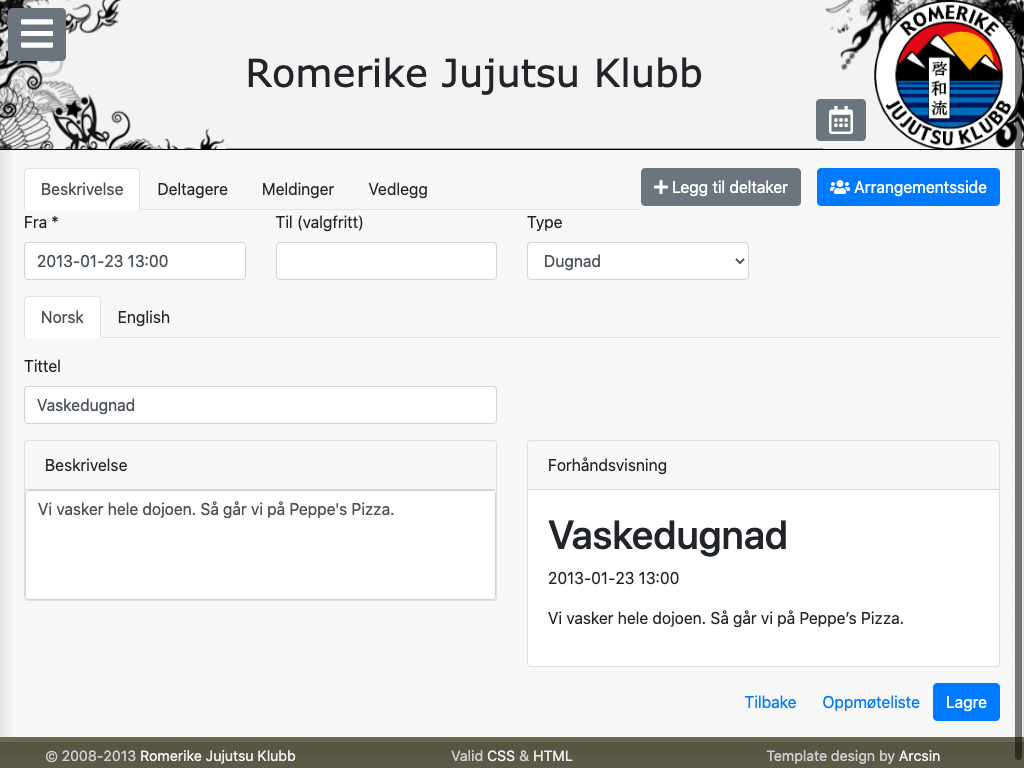 Romerike Jujutsu Klubb
ROMERIKE
啓和流
JUJUTSU KLUBB
Beskrivelse Deltagere Meldinger Vedlegg Legg til deltaker Arrangementsside
Fra * Til (valgfritt) Type
2013-01-23 13:00 Dugnad
Norsk English
Tittel
Vaskedugnad
Beskrivelse Forhåndsvisning
Vi vasker hele dojoen. Så går vi på Peppe's Pizza.
Vaskedugnad
2013-01-23 13:00
Vi vasker hele dojoen. Så går vi på Peppe’s Pizza.
Tilbake Oppmøteliste Lagre
© 2008-2013 Romerike Jujutsu Klubb Valid CSS & HTML Template design by Arcsin